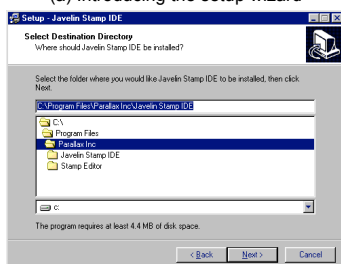 (a) Introducing the setup wizard
Setup - Javelin Stamp IDE
Select Destination Directory
Where should Javelin Stamp IDE be installed?
Select the folder where you would like Javelin Stamp IDE to be installed, then click
Next.
C:\Program Files\Parallax Inc\Javelin Stamp IDE
C:\
Program Files
Parallax Inc
Javelin Stamp IDE
Stamp Editor
c:
The program requires at least 4.4 MB of disk space.
< Back Next > Cancel